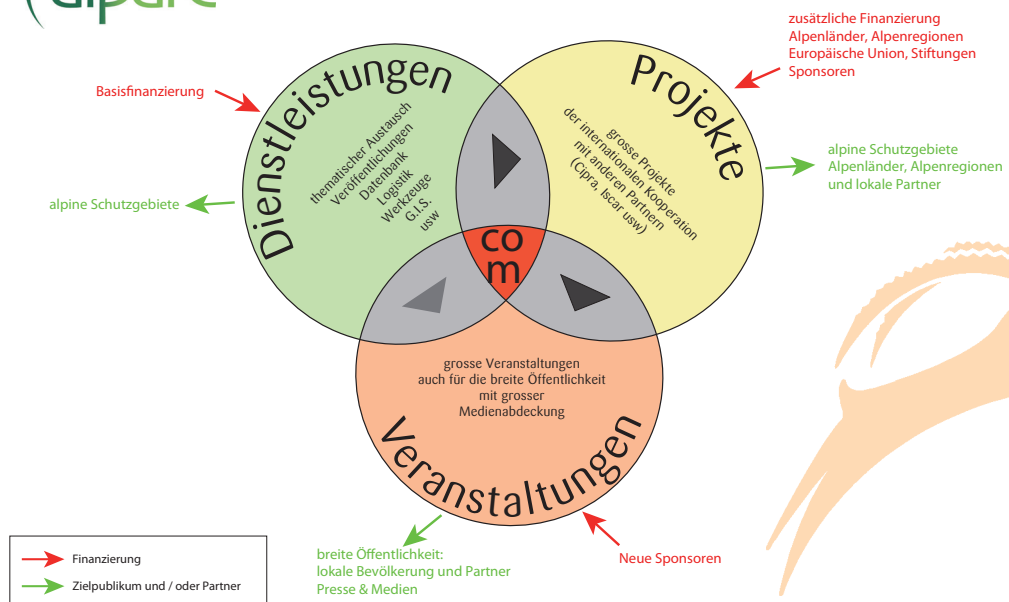 alparc
zusätzliche Finanzierung
Alpenländer, Alpenregionen
Europäische Union, Stiftungen
Sponsoren
Basisfinanzierung
Dienstleistungen
thematischer Austausch
Veröffentlichungen
Datenbank
Logistik
Werkzeuge
G.I.S.
usw
Projekte
grosse Projekte
der internationalen Kooperation
mit anderen Partnern
(Cipra, Iscar usw)
alpine Schutzgebiete
Alpenländer, Alpenregionen
und lokale Partner
alpine Schutzgebiete
co
m
grosse Veranstaltungen
auch für die breite Öffentlichkeit
mit grosser
Medienabdeckung
Veranstaltungen
breite Öffentlichkeit:
lokale Bevölkerung und Partner
Presse & Medien
Neue Sponsoren
Finanzierung
Zielpublikum und / oder Partner